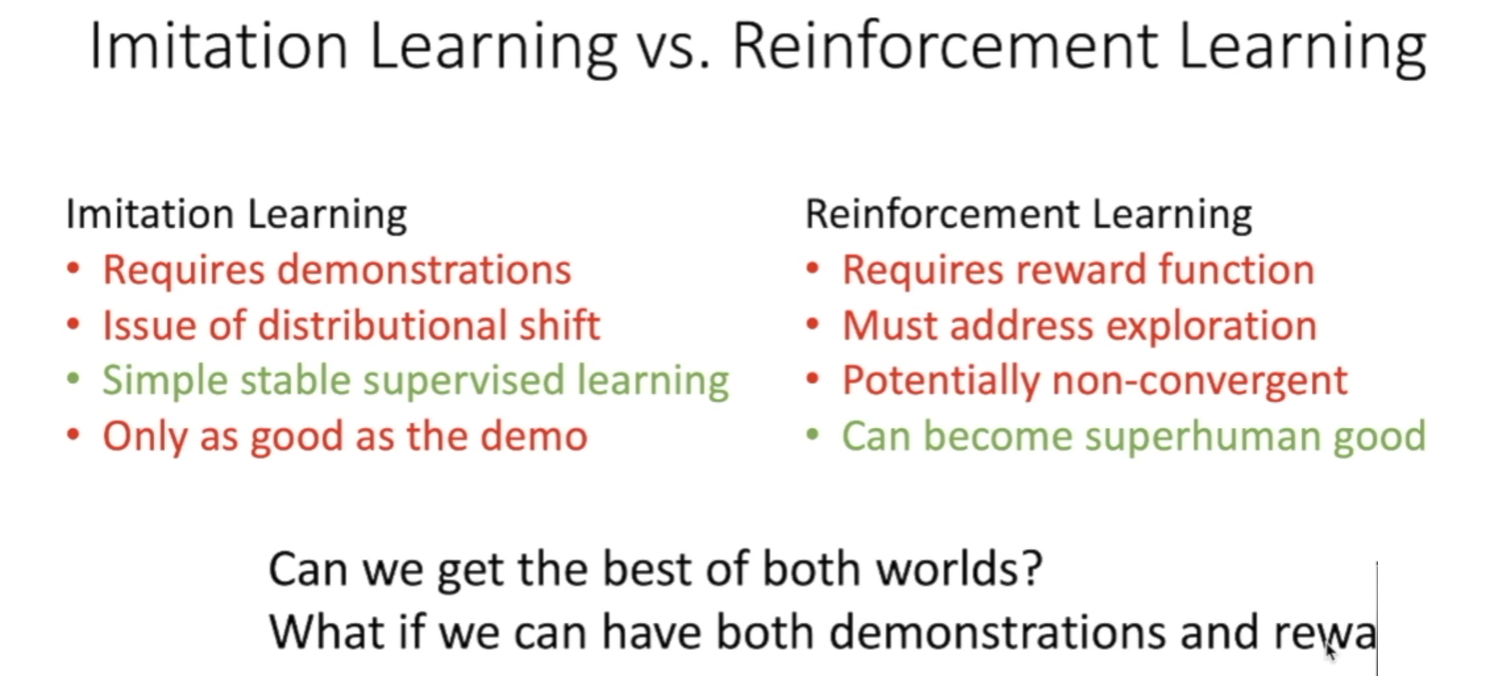 Imitation Learning vs. Reinforcement Learning
Imitation Learning
• Requires demonstrations
• Issue of distributional shift
• Simple stable supervised learning
• Only as good as the demo
Reinforcement Learning
• Requires reward function
• Must address exploration
• Potentially non-convergent
• Can become superhuman good
Can we get the best of both worlds?
What if we can have both demonstrations and rewa